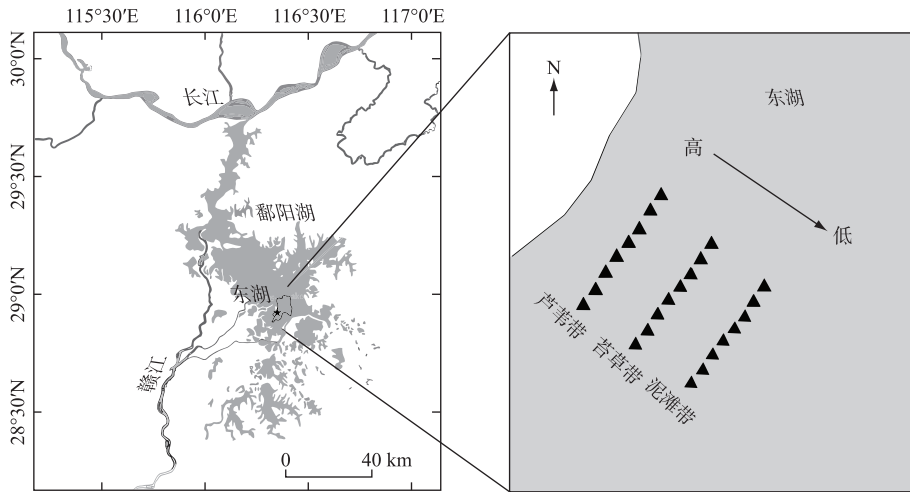 115°30′E
116°0′E
116°30′E
117°0′E
30°0′N
29°30′N
29°0′N
28°30′N
长江
鄱阳湖
东湖
赣江
0
40 km
N
东湖
高
低
芦苇带
苔草带
泥滩带